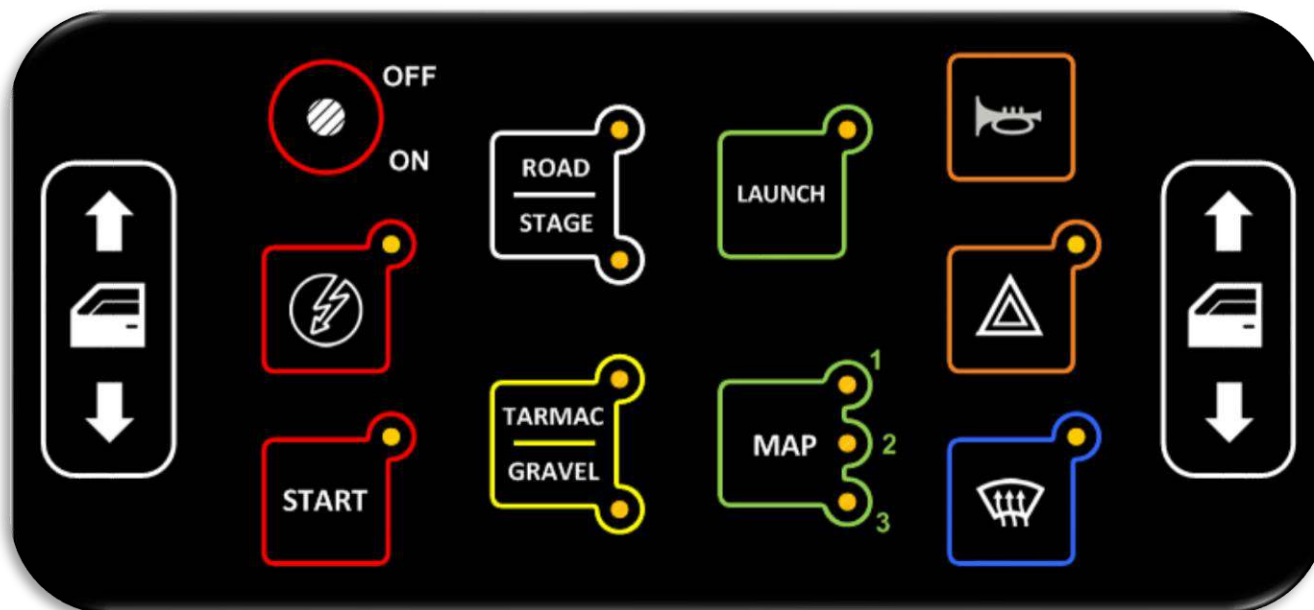 OFF
ON
ROAD
STAGE
LAUNCH
START
TARMAC
GRAVEL
MAP
1
2
3